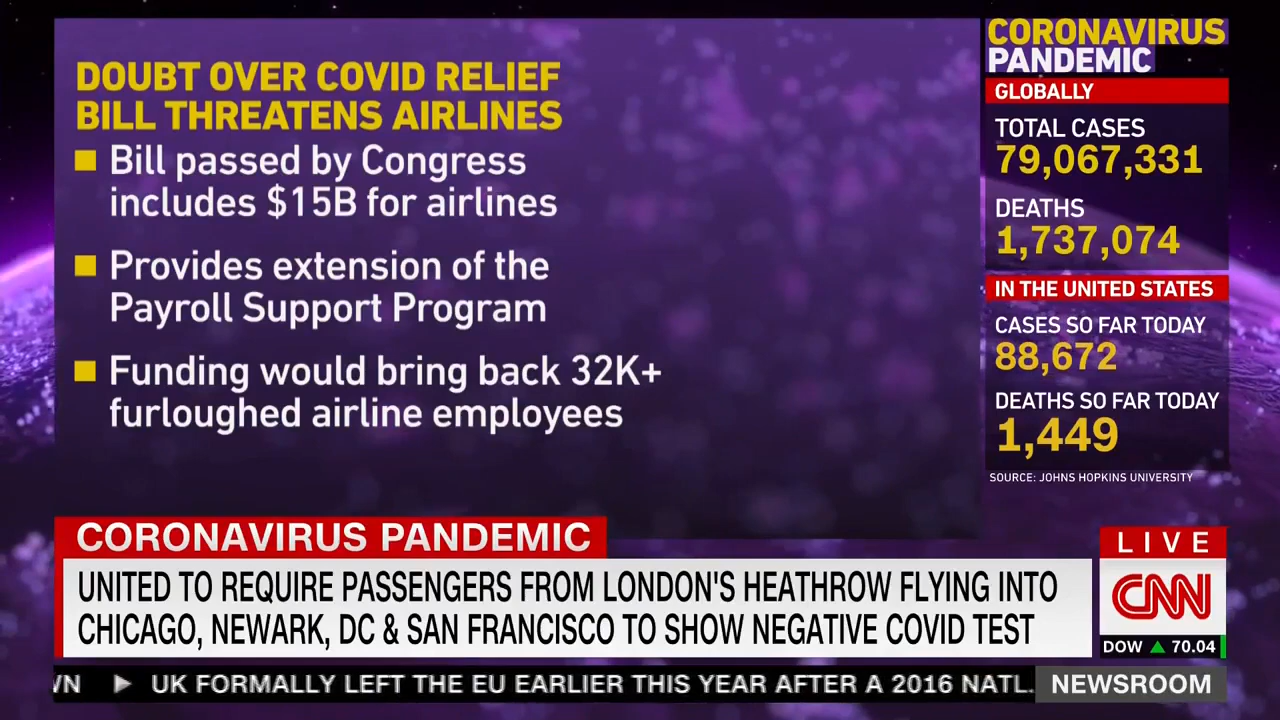 DOUBT OVER COVID RELIEF
BILL THREATENS AIRLINES
Bill passed by Congress
includes $15B for airlines
Provides extension of the
Payroll Support Program
Funding would bring back 32K+
furloughed airline employees
CORONAVIRUS
PANDEMIC
GLOBALLY
TOTAL CASES
79,067,331
DEATHS
1,737,074
IN THE UNITED STATES
CASES SO FAR TODAY
88,672
DEATHS SO FAR TODAY
1,449
SOURCE: JOHNS HOPKINS UNIVERSITY
CORONAVIRUS PANDEMIC
UNITED TO REQUIRE PASSENGERS FROM LONDON'S HEATHROW FLYING INTO
CHICAGO, NEWARK, DC & SAN FRANCISCO TO SHOW NEGATIVE COVID TEST
LIVE
CNN
DOW ▲ 70.04
UK FORMALLY LEFT THE EU EARLIER THIS YEAR AFTER A 2016 NATL.
NEWSROOM